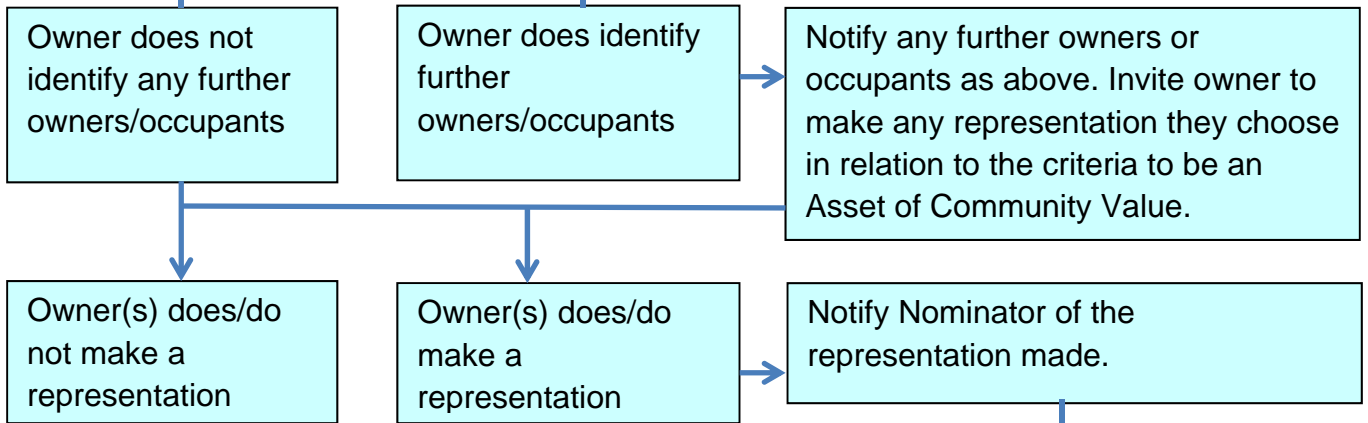 Owner does not
identify any further
owners/occupants
Owner does identify
further
owners/occupants
Notify any further owners or
occupants as above. Invite owner to
make any representation they choose
in relation to the criteria to be an
Asset of Community Value.
Owner(s) does/do
not make a
representation
Owner(s) does/do
make a
representation
Notify Nominator of the
representation made.